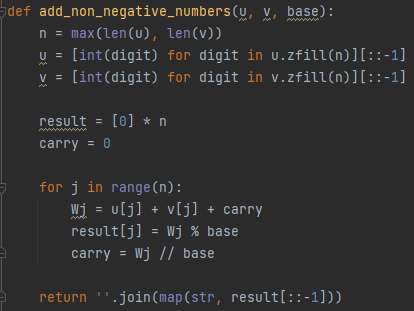 def add_non_negative_numbers(u, v, base):
    n = max(len(u), len(v))
    u = [int(digit) for digit in u.zfill(n)][::-1]
    v = [int(digit) for digit in v.zfill(n)][::-1]

    result = [0] * n
    carry = 0

    for j in range(n):
        Wj = u[j] + v[j] + carry
        result[j] = Wj % base
        carry = Wj // base

    return ''.join(map(str, result[::-1]))